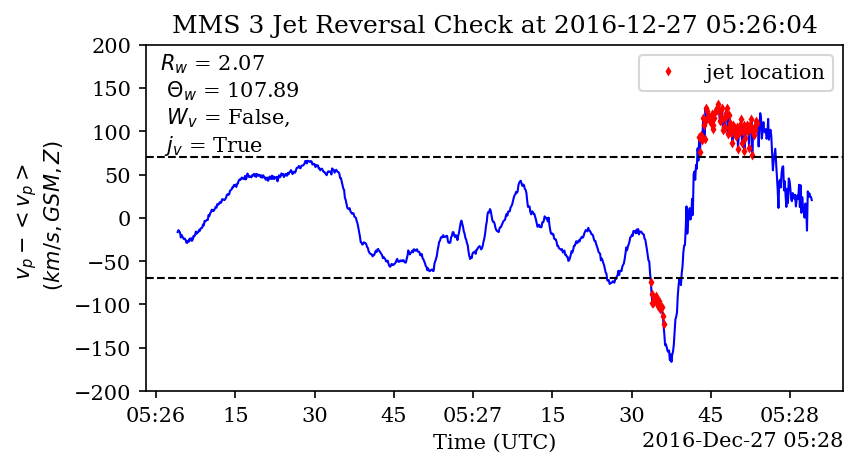 MMS 3 Jet Reversal Check at 2016-12-27 05:26:04
R_w = 2.07
Θ_w = 107.89
W_v = False,
j_v = True
jet location
v_p − < v_p >
(km/s, GSM, Z)
200
150
100
50
0
−50
−100
−150
−200
05:26 15 30 45 05:27 15 30 45 05:28
Time (UTC)
2016-Dec-27 05:28